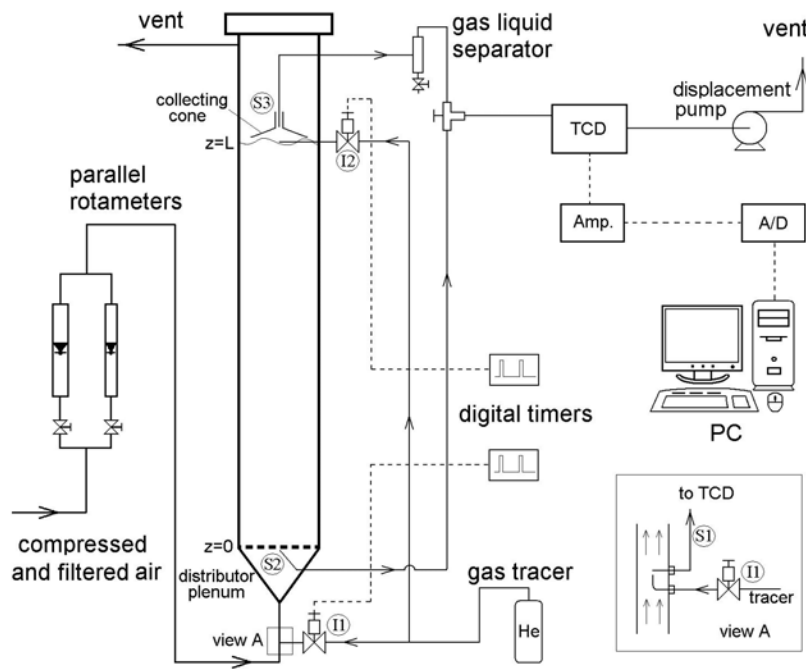 vent
gas liquid
separator
vent
displacement
pump
collecting
cone
S3
z=L
I2
TCD
parallel
rotameters
Amp.
A/D
digital timers
PC
z=0
S2
compressed
and filtered air
distributor
plenum
gas tracer
view A
I1
He
to TCD
S1
I1
tracer
view A